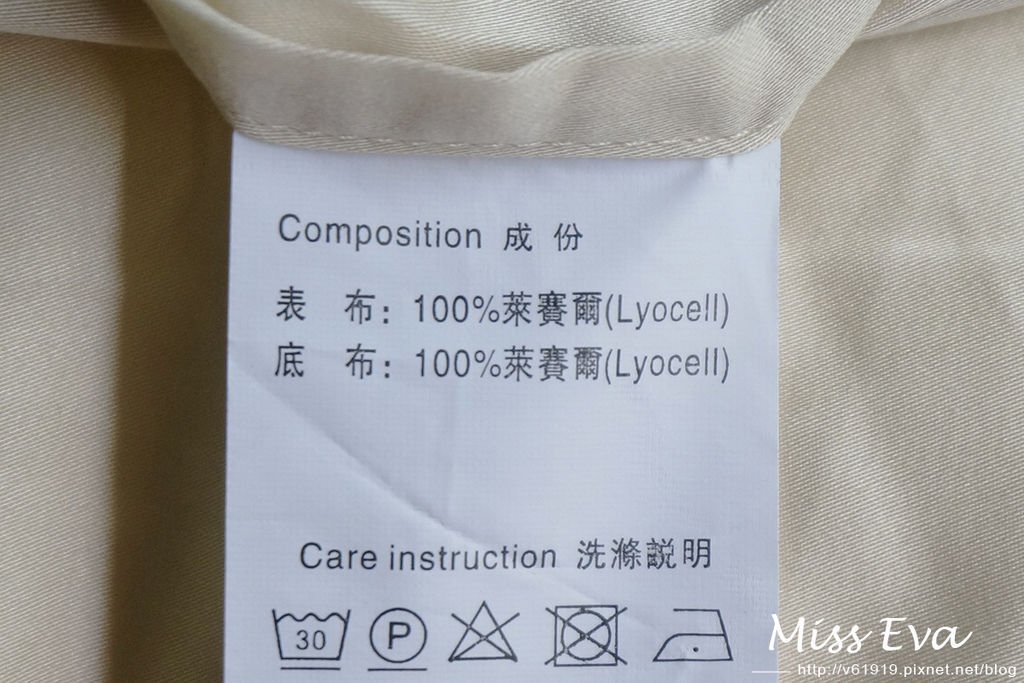 Composition 成 份
表 布: 100%萊賽爾(Lyocell)
底 布: 100%萊賽爾(Lyocell)
Care instruction 洗滌説明
30 P
Miss Eva
http://v61919.pixnet.net/blog